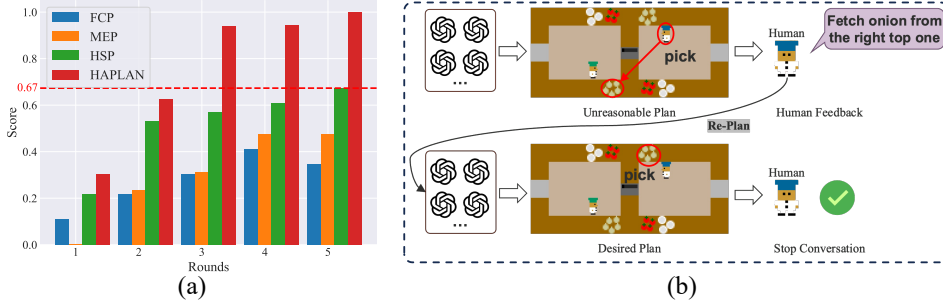 FCP
MEP
HSP
HAPLAN
1.0
0.8
0.67
0.6
0.4
0.2
0.0
Score
1 2 3 4 5
Rounds
(a)
...
pick
Unreasonable Plan
Human
Fetch onion from
the right top one
Human Feedback
Re-Plan
...
pick
Desired Plan
Human
Stop Conversation
(b)